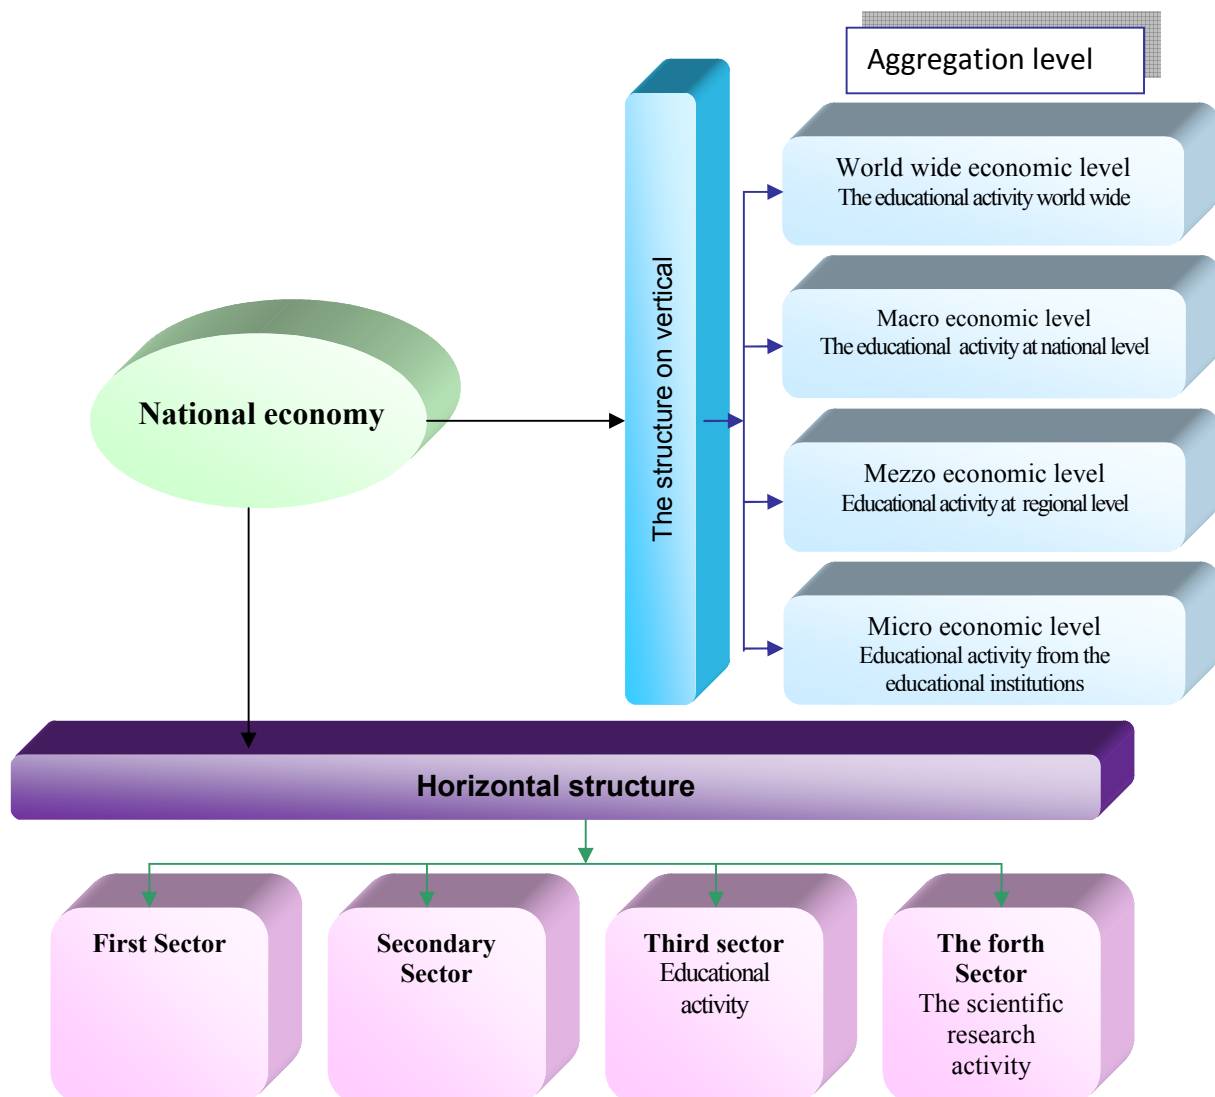 Aggregation level
World wide economic level
The educational activity world wide
Macro economic level
The educational activity at national level
The structure on vertical
National economy
Mezzo economic level
Educational activity at regional level
Micro economic level
Educational activity from the
educational institutions
Horizontal structure
First Sector
Secondary
Sector
Third sector
Educational
activity
The forth
Sector
The scientific
research
activity